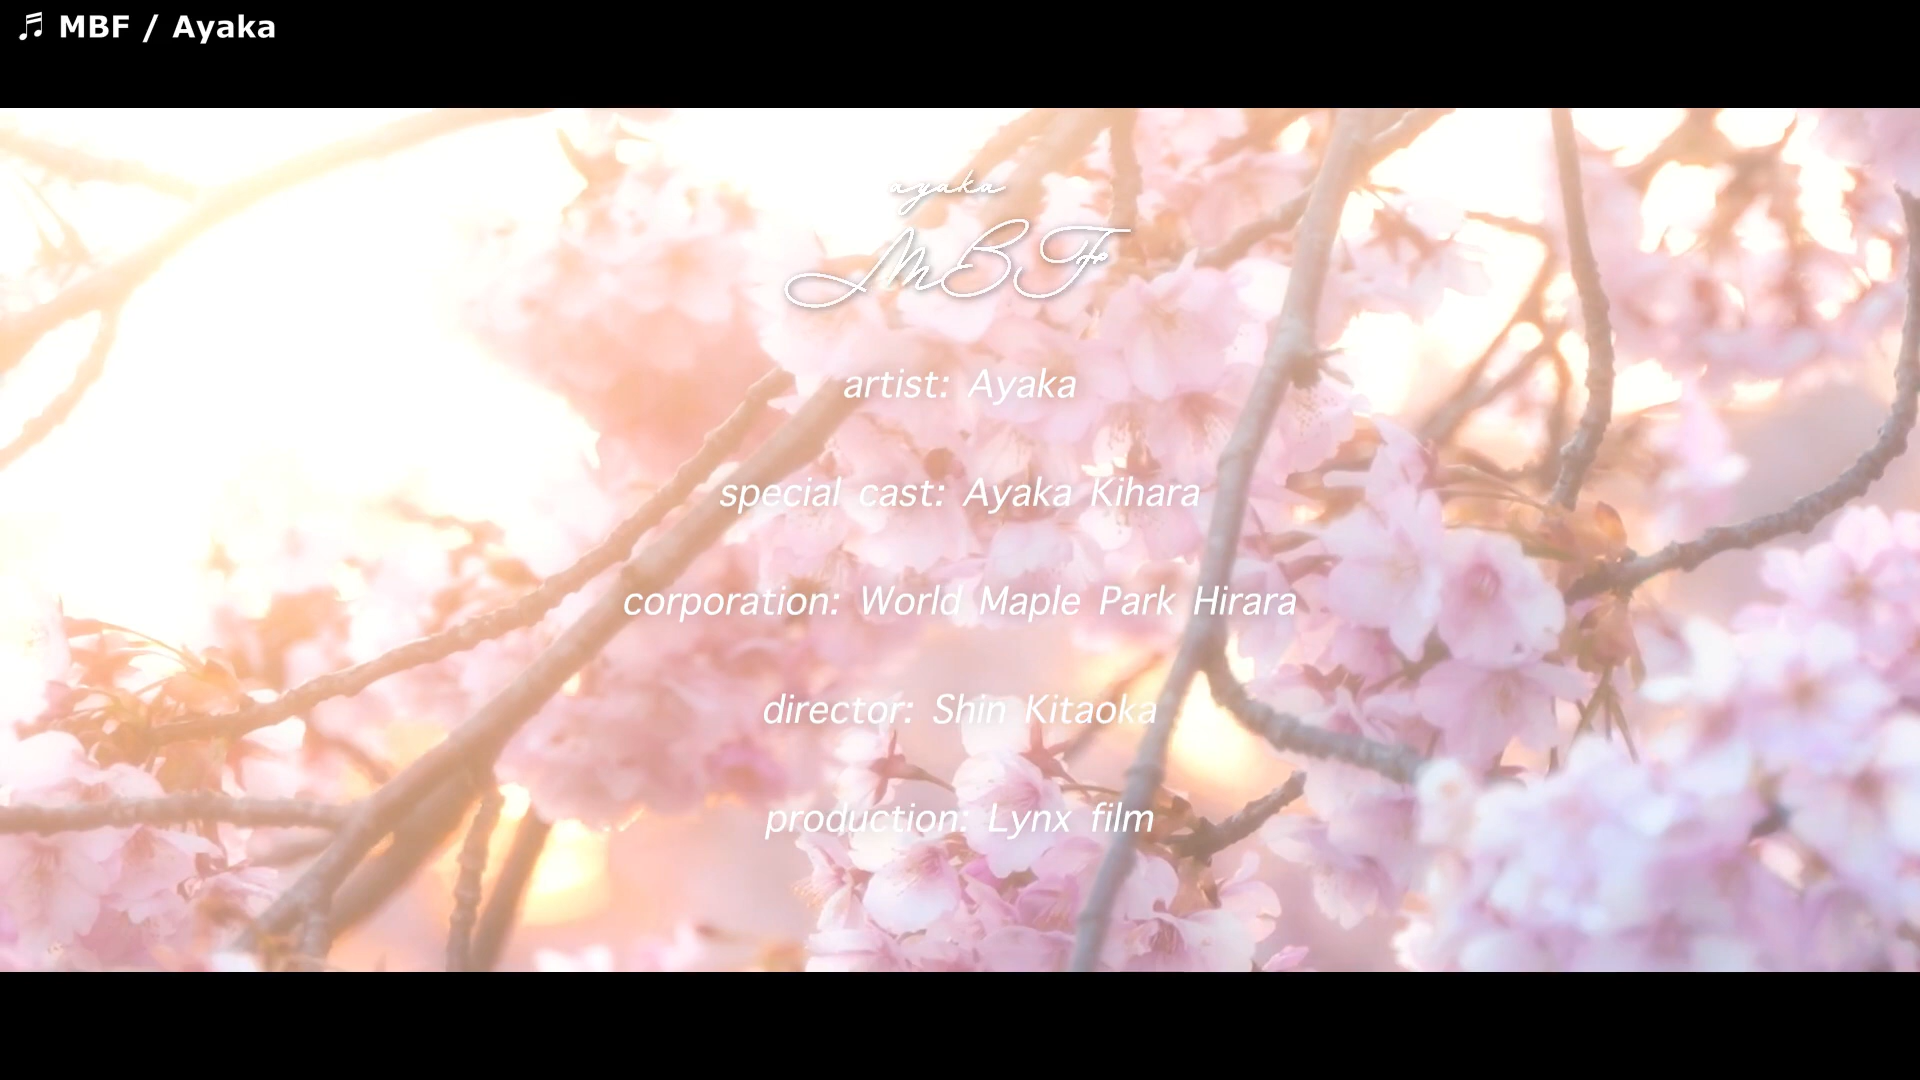 ♬ MBF / Ayaka
ayaka
MBF
artist: Ayaka
special cast: Ayaka Kihara
corporation: World Maple Park Hirara
director: Shin Kitaoka
production: Lynx film